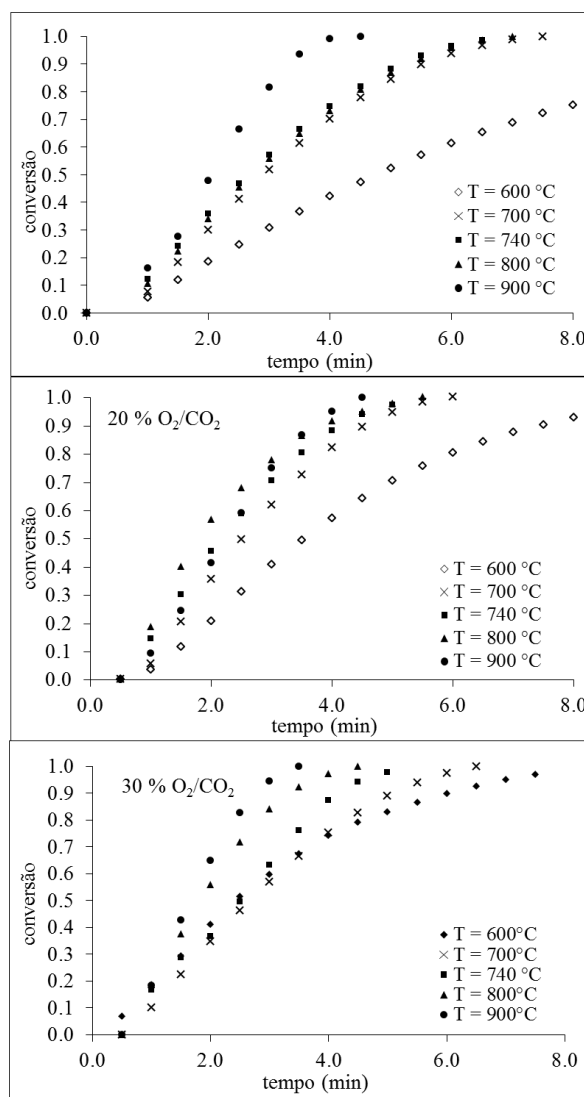 1.0
0.9
0.8
0.7
0.6
0.5
0.4
0.3
0.2
0.1
0.0
conversão
T = 600 °C
T = 700 °C
T = 740 °C
T = 800 °C
T = 900 °C
0.0 2.0 4.0 6.0 8.0
tempo (min)
20 % O₂/CO₂
1.0
0.9
0.8
0.7
0.6
0.5
0.4
0.3
0.2
0.1
0.0
conversão
T = 600 °C
T = 700 °C
T = 740 °C
T = 800 °C
T = 900 °C
0.0 2.0 4.0 6.0 8.0
tempo (min)
30 % O₂/CO₂
1.0
0.9
0.8
0.7
0.6
0.5
0.4
0.3
0.2
0.1
0.0
conversão
T = 600°C
T = 700°C
T = 740 °C
T = 800°C
T = 900°C
0.0 2.0 4.0 6.0 8.0
tempo (min)